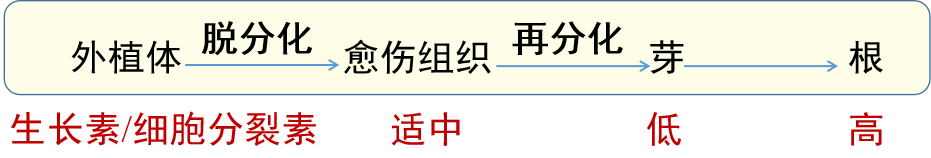 外植体 脱分化 愈伤组织 再分化 芽 根
生长素/细胞分裂素 适中 低 高